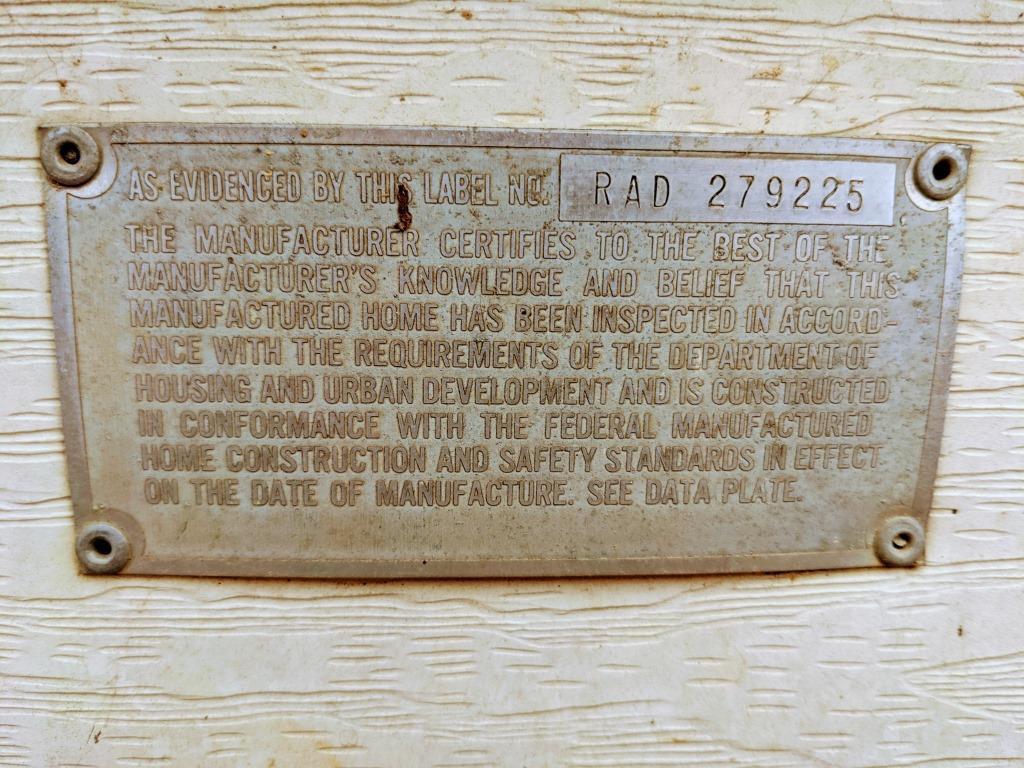 AS EVIDENCED BY THIS LABEL NO. RAD 279225
THE MANUFACTURER CERTIFIES TO THE BEST OF THE
MANUFACTURER'S KNOWLEDGE AND BELIEF THAT THIS
MANUFACTURED HOME HAS BEEN INSPECTED IN ACCORD-
ANCE WITH THE REQUIREMENTS OF THE DEPARTMENT OF
HOUSING AND URBAN DEVELOPMENT AND IS CONSTRUCTED
IN CONFORMANCE WITH THE FEDERAL MANUFACTURED
HOME CONSTRUCTION AND SAFETY STANDARDS IN EFFECT
ON THE DATE OF MANUFACTURE. SEE DATA PLATE.